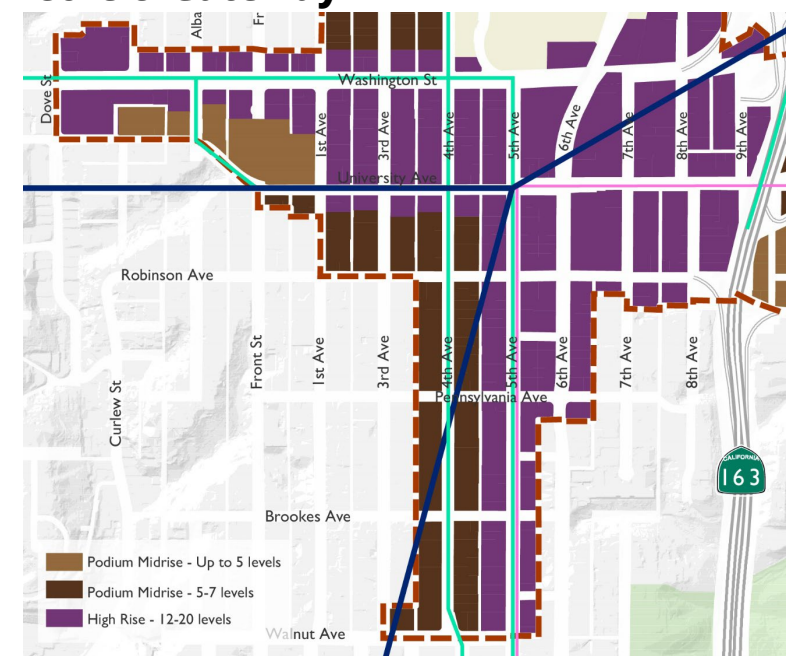 Alba
Fr
Washington St
Dove St
1st Ave
3rd Ave
4th Ave
5th Ave
6th Ave
7th Ave
8th Ave
9th Ave
University Ave
Robinson Ave
Curlew St
Front St
1st Ave
3rd Ave
4th Ave
5th Ave
6th Ave
7th Ave
8th Ave
Pennsylvania Ave
CALIFORNIA
163
Brookes Ave
Podium Midrise - Up to 5 levels
Podium Midrise - 5-7 levels
High Rise - 12-20 levels
Walnut Ave